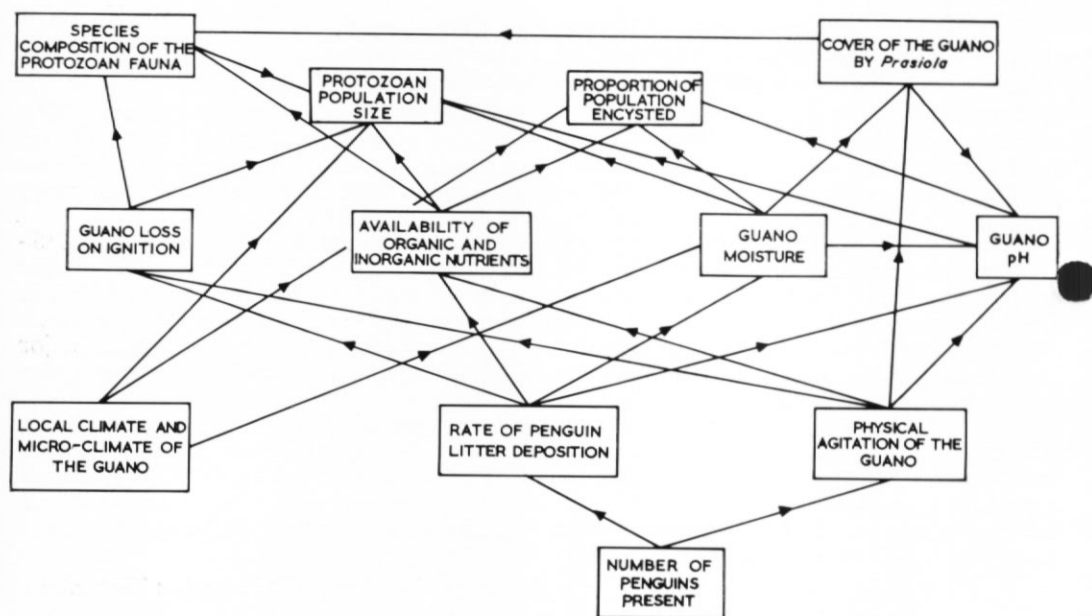 SPECIES
COMPOSITION OF THE
PROTOZOAN FAUNA
COVER OF THE GUANO
BY Prasiola
PROTOZOAN
POPULATION
SIZE
PROPORTION OF
POPULATION
ENCYSTED
GUANO LOSS
ON IGNITION
AVAILABILITY OF
ORGANIC AND
INORGANIC NUTRIENTS
GUANO
MOISTURE
GUANO
pH
LOCAL CLIMATE AND
MICRO-CLIMATE OF
THE GUANO
RATE OF PENGUIN
LITTER DEPOSITION
PHYSICAL
AGITATION OF THE
GUANO
NUMBER OF
PENGUINS
PRESENT